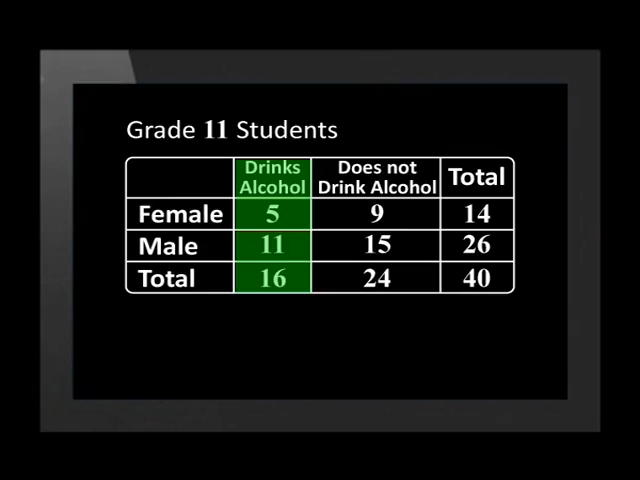 Grade 11 Students
Drinks Alcohol Does not Drink Alcohol Total
Female 5 9 14
Male 11 15 26
Total 16 24 40